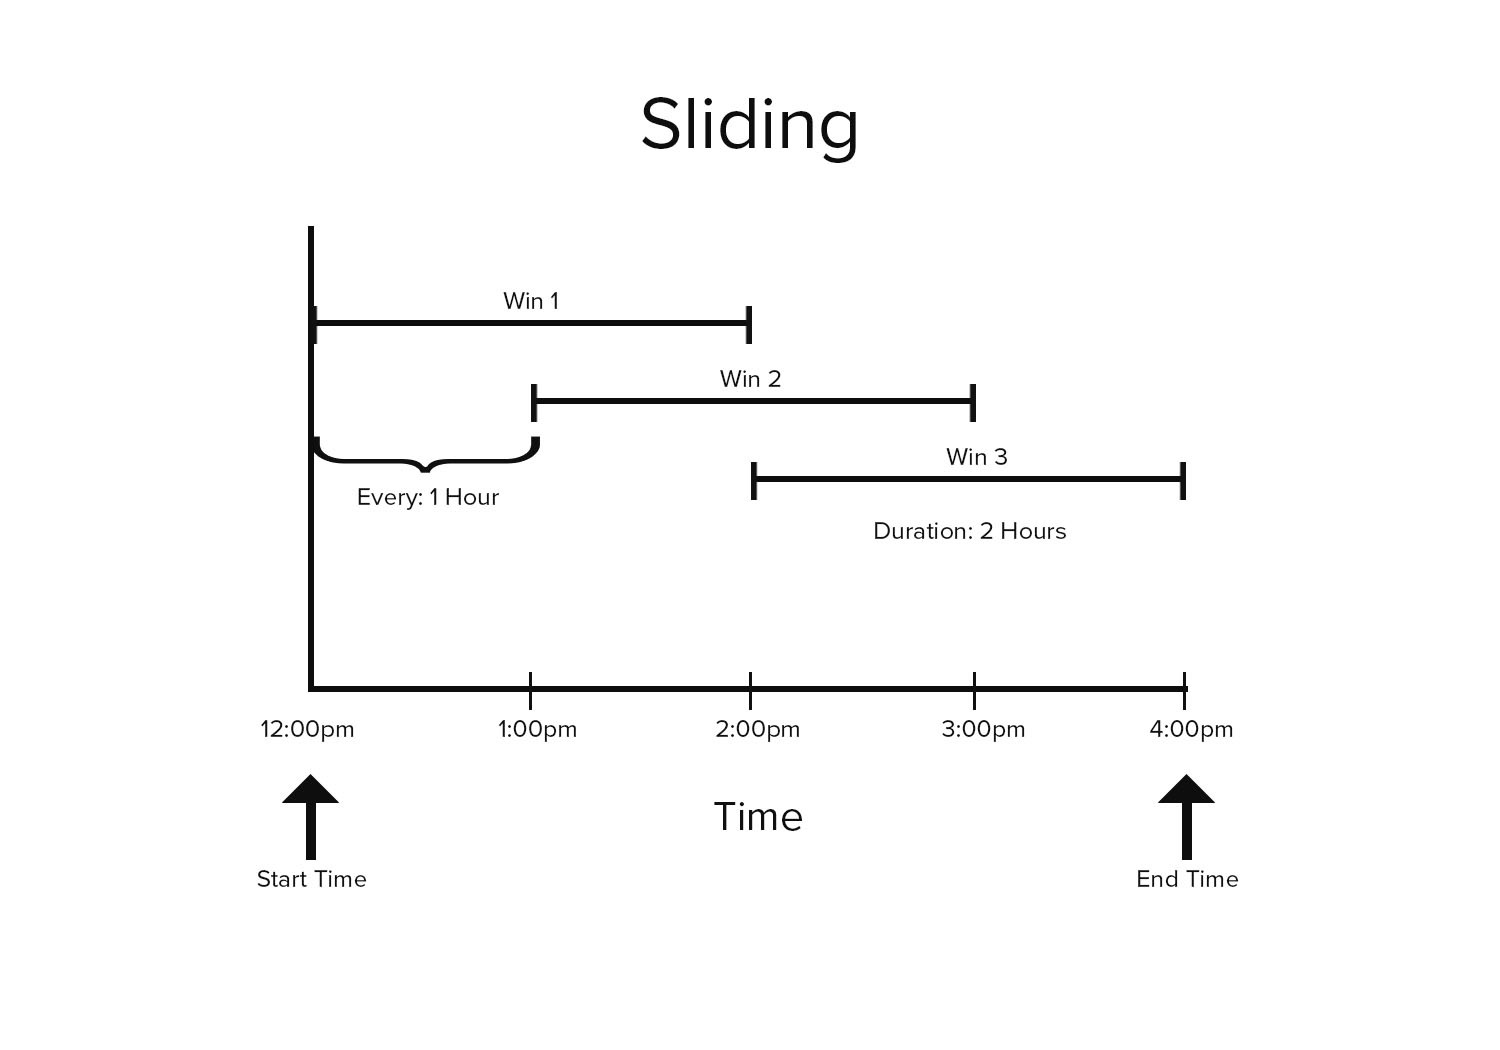 Sliding
Win 1
Win 2
Win 3
Every: 1 Hour
Duration: 2 Hours
12:00pm
1:00pm
2:00pm
3:00pm
4:00pm
Time
Start Time
End Time